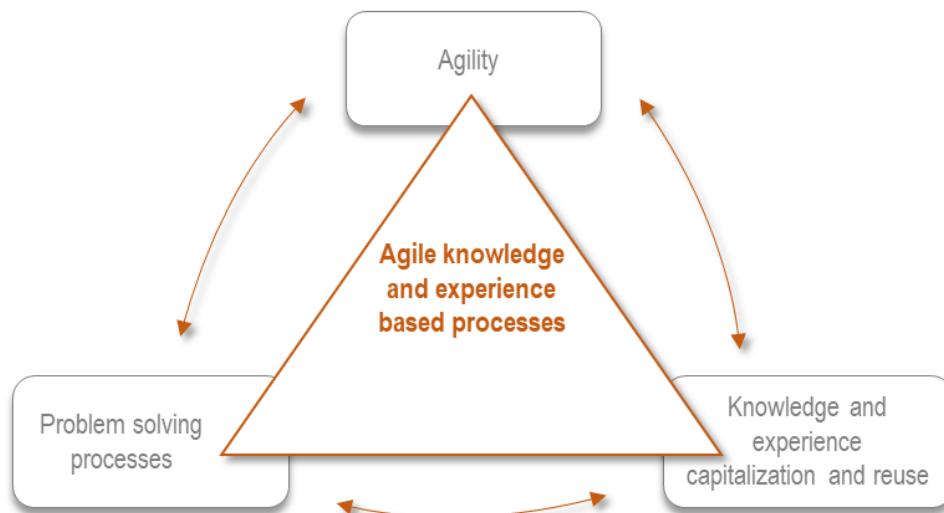 Agility
Agile knowledge
and experience
based processes
Problem solving
processes
Knowledge and
experience
capitalization and reuse